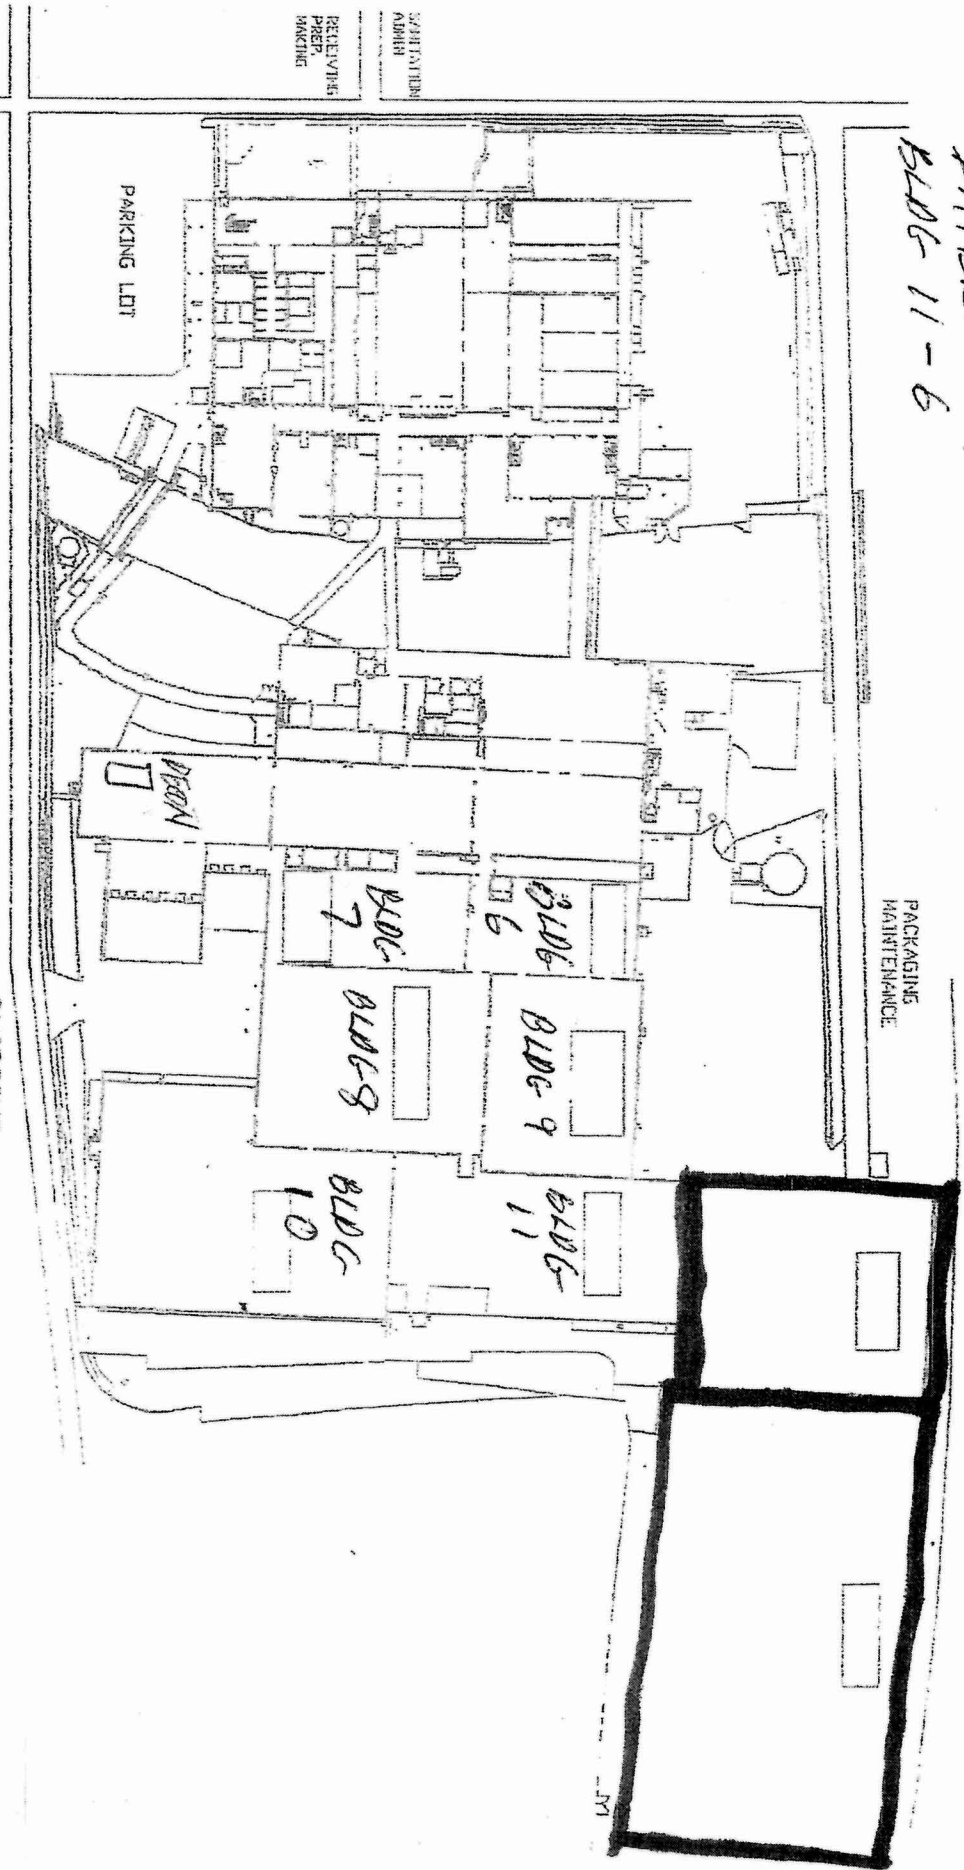 BLDG 11-6
SANITATION
ADMIN
RECEIVING
PREP.
MAKING
PARKING LOT
PACKAGING
MAINTENANCE
DECON
BLDG
6
BLDG
7
BLDG 9
BLDG-8
BLDG
11
BLDG
10